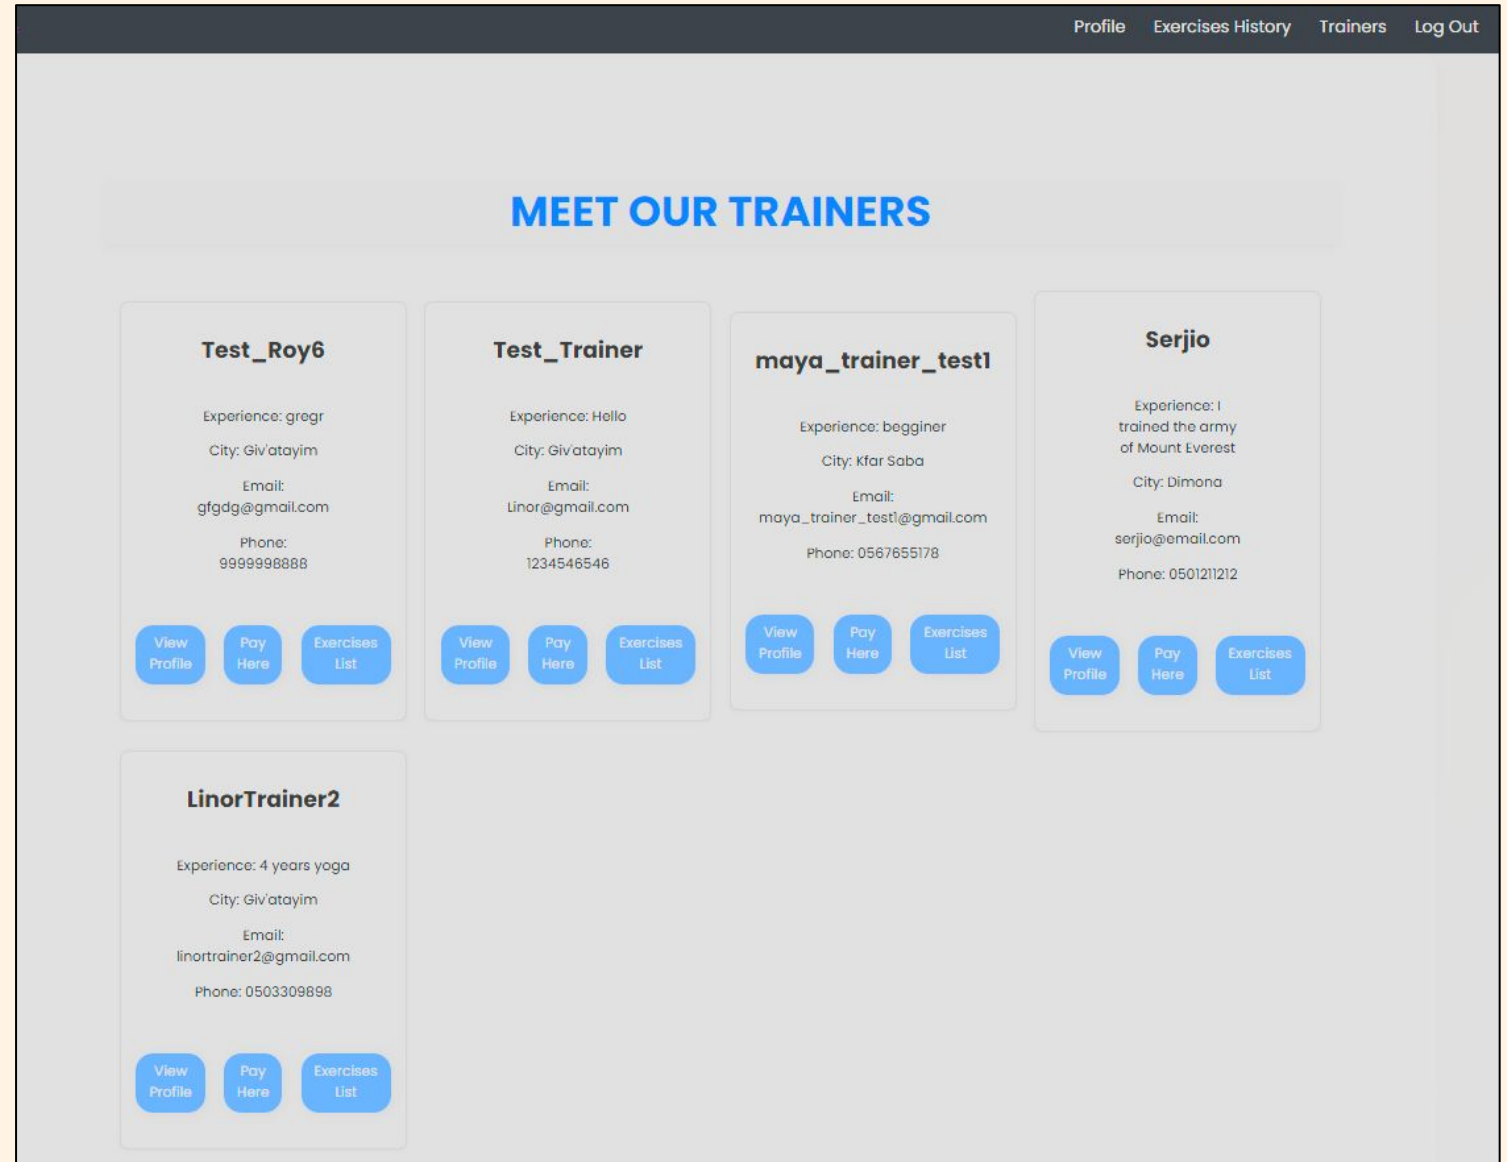 Profile Exercises History Trainers Log Out
MEET OUR TRAINERS
Test_Roy6
Experience: gregr
City: Giv'atayim
Email:
gfgdg@gmail.com
Phone:
9999998888
View
Profile
Pay
Here
Exercises
List
Test_Trainer
Experience: Hello
City: Giv'atayim
Email:
Linor@gmail.com
Phone:
1234546546
View
Profile
Pay
Here
Exercises
List
maya_trainer_test1
Experience: begginer
City: Kfar Saba
Email:
maya_trainer_test1@gmail.com
Phone: 0567655178
View
Profile
Pay
Here
Exercises
List
Serjio
Experience: I
trained the army
of Mount Everest
City: Dimona
Email:
serjio@email.com
Phone: 0501211212
View
Profile
Pay
Here
Exercises
List
LinorTrainer2
Experience: 4 years yoga
City: Giv'atayim
Email:
linortrainer2@gmail.com
Phone: 0503309898
View
Profile
Pay
Here
Exercises
List